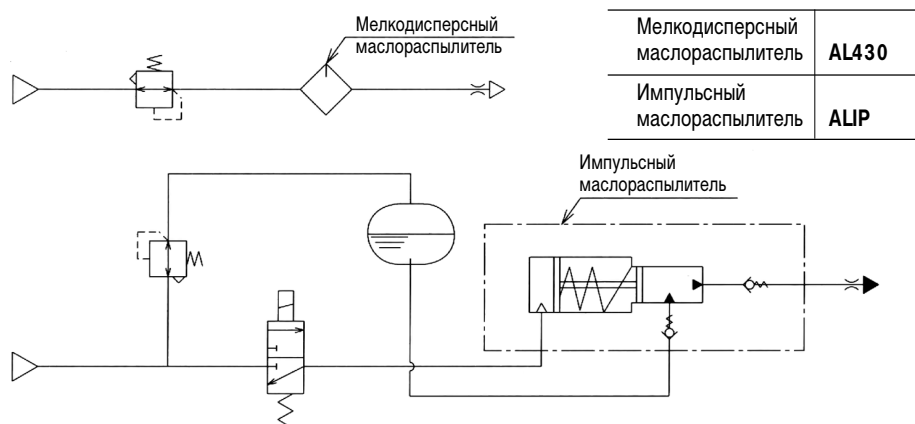 Мелкодисперсный
маслораспылитель
Мелкодисперсный
маслораспылитель AL430
Импульсный
маслораспылитель ALIP
Импульсный
маслораспылитель